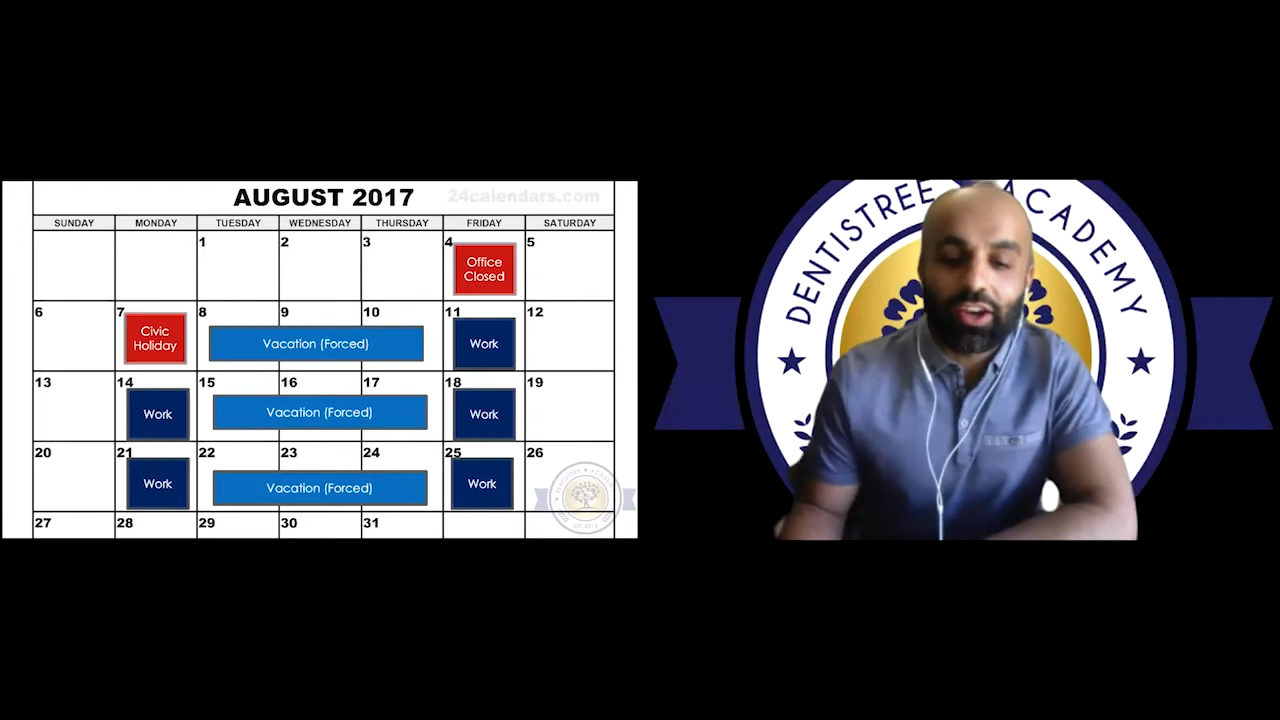 AUGUST 2017
24calendars.com
SUNDAY MONDAY TUESDAY WEDNESDAY THURSDAY FRIDAY SATURDAY
1 2 3 4 5
Office
Closed
6 7 8 9 10 11 12
Civic
Holiday
Vacation (Forced)
Work
13 14 15 16 17 18 19
Work
Vacation (Forced)
Work
20 21 22 23 24 25 26
Work
Vacation (Forced)
Work
27 28 29 30 31
DENTISTREE ACADEMY